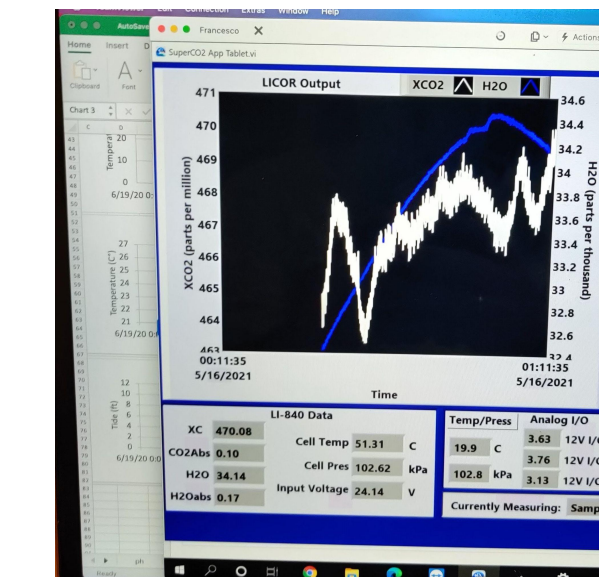 Extras Window Help
AutoSave
Francesco
Actions
Home Insert D
SuperCO2 App Tablet.vi
Clipboard
Font
Chart 3
LICOR Output XCO2 H2O
471
470
469
468
467
466
465
464
463
XCO2 (parts per million)
34.6
34.4
34.2
34
33.8
33.6
33.4
33.2
33
32.8
32.6
32.4
H2O (parts per thousand)
00:11:35
5/16/2021
01:11:35
5/16/2021
Time
20
10
0
6/19/20 0:
27
26
25
24
23
22
21
Temperature (C°)
6/19/20 0:
12
10
8
6
4
2
0
Tide (ft)
6/19/20 0:0
ph
Ready
LI-840 Data
XC 470.08
CO2Abs 0.10
H2O 34.14
H2Oabs 0.17
Cell Temp 51.31 C
Cell Pres 102.62 kPa
Input Voltage 24.14 V
Temp/Press Analog I/O
19.9 C
102.8 kPa
3.63 12V I/
3.76 12V I/
3.13 12V I/
Currently Measuring: Samp